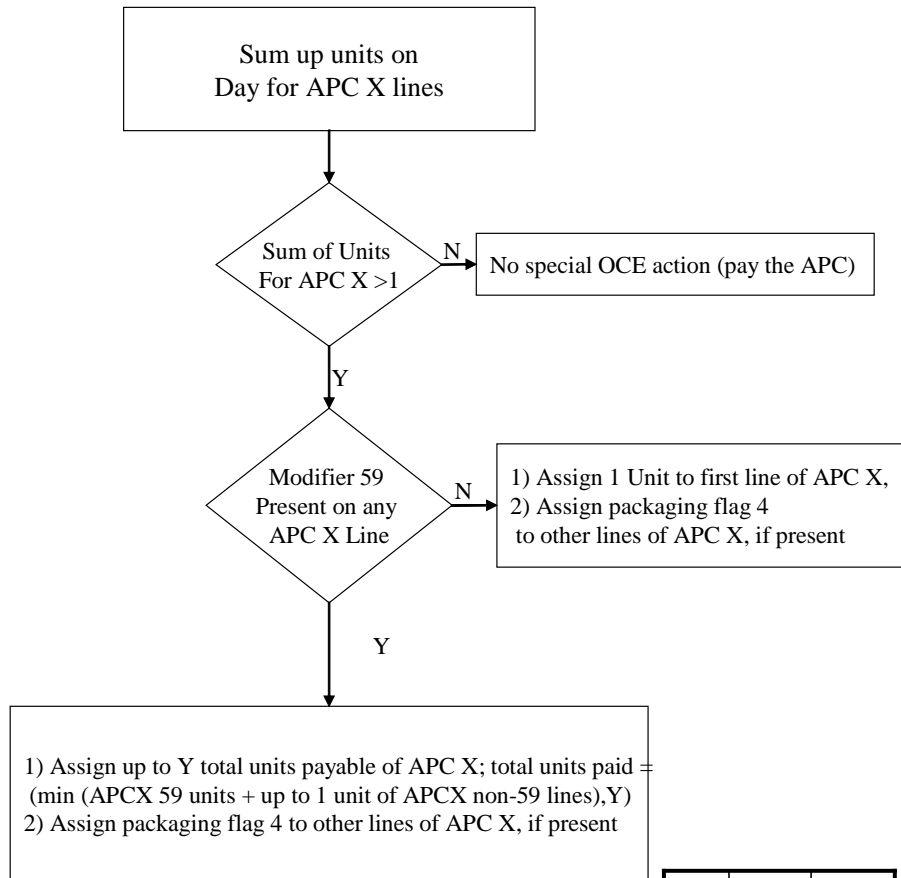 Sum up units on
Day for APC X lines
Sum of Units
For APC X >1
N
No special OCE action (pay the APC)
Y
Modifier 59
Present on any
APC X Line
N
1) Assign 1 Unit to first line of APC X,
2) Assign packaging flag 4
to other lines of APC X, if present
Y
1) Assign up to Y total units payable of APC X; total units paid =
(min (APCX 59 units + up to 1 unit of APCX non-59 lines),Y)
2) Assign packaging flag 4 to other lines of APC X, if present